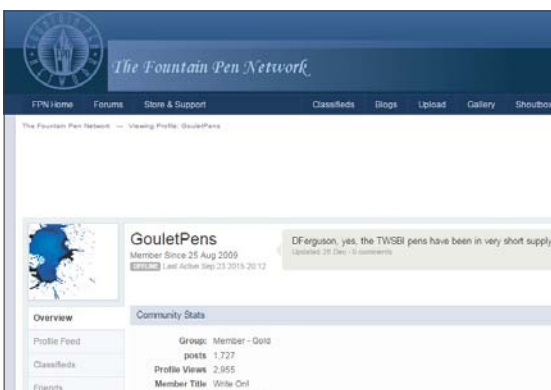 FPN
The Fountain Pen Network
FPN Home Forums Store & Support Classifieds Blogs Upload Gallery Shoutbox
The Fountain Pen Network — Viewing Profile: GouletPens
GouletPens
Member Since 25 Aug 2009
OFFLINE Last Active Sep 23 2015 20:12
DFerguson, yes, the TWSBI pens have been in very short supply
Updated 26 Dec · 0 comments
Overview
Profile Feed
Classifieds
Friends
Community Stats
Group: Member - Gold
posts 1,727
Profile Views 2,955
Member Title Write On!